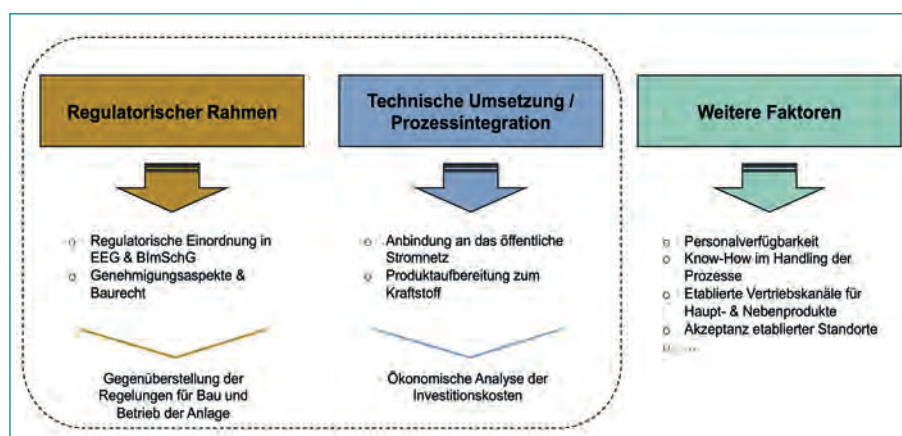 Regulatorischer Rahmen
o Regulatorische Einordnung in
EEG & BImSchG
o Genehmigungsaspekte &
Baurecht
Gegenüberstellung der
Regelungen für Bau und
Betrieb der Anlage
Technische Umsetzung /
Prozessintegration
o Anbindung an das öffentliche
Stromnetz
o Produktaufbereitung zum
Kraftstoff
Ökonomische Analyse der
Investitionskosten
Weitere Faktoren
o Personalverfügbarkeit
o Know-How im Handling der
Prozesse
o Etablierte Vertriebskanäle für
Haupt- & Nebenprodukte
o Akzeptanz etablierter Standorte
o ....